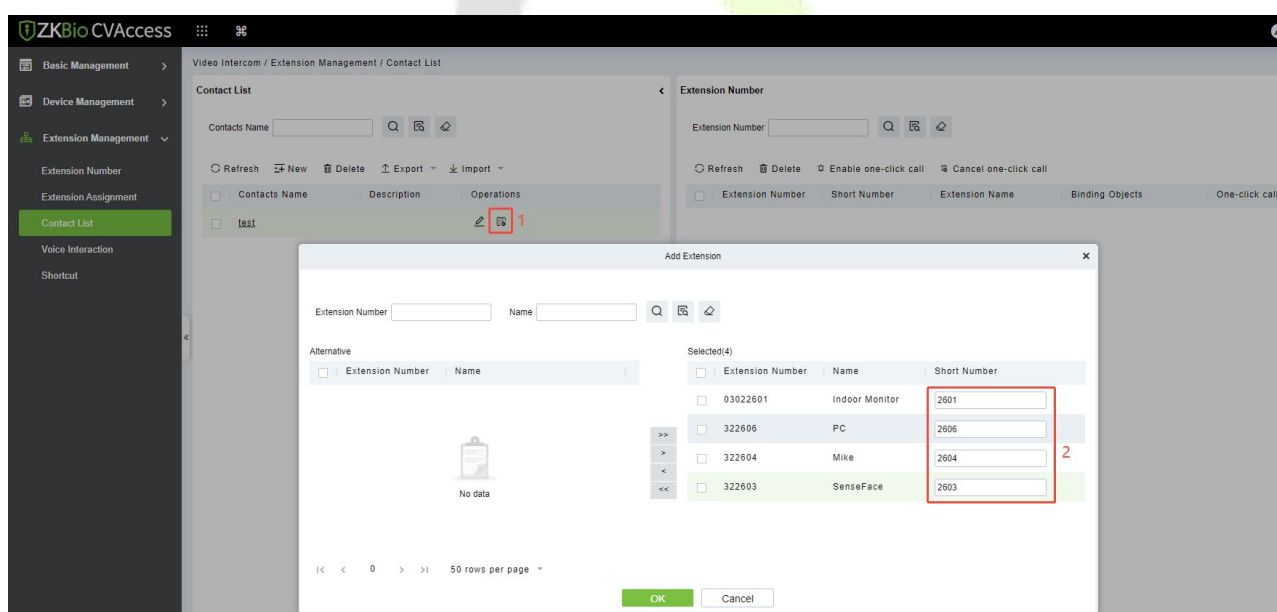 ZKBio CVAccess
Basic Management
Device Management
Extension Management
Extension Number
Extension Assignment
Contact List
Voice Interaction
Shortcut
Video Intercom / Extension Management / Contact List
Contact List
Contacts Name
Refresh New Delete Export Import
Contacts Name Description Operations
test 1
Extension Number
Extension Number
Refresh Delete Enable one-click call Cancel one-click call
Extension Number Short Number Extension Name Binding Objects One-click call
Add Extension ×
Extension Number Name
Alternative
Extension Number Name
No data
>>
>
<
<<
Selected(4)
Extension Number Name Short Number
03022601 Indoor Monitor 2601
322606 PC 2606
322604 Mike 2604
322603 SenseFace 2603
2
|< < 0 > >| 50 rows per page
OK Cancel